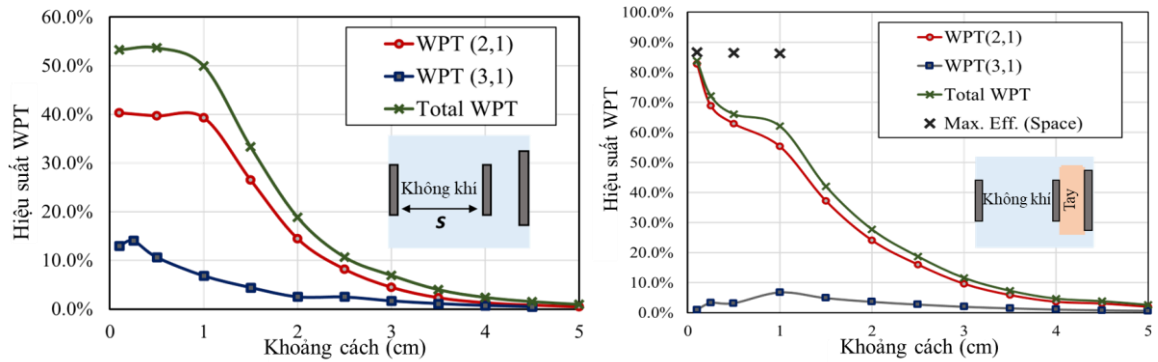 60.0%
50.0%
40.0%
30.0%
20.0%
10.0%
0.0%
Hiệu suất WPT
WPT (2,1)
WPT (3,1)
Total WPT
Không khí
S
0 1 2 3 4 5
Khoảng cách (cm)
100.0%
90.0%
80.0%
70.0%
60.0%
50.0%
40.0%
30.0%
20.0%
10.0%
0.0%
Hiệu suất WPT
WPT(2,1)
WPT(3,1)
Total WPT
Max. Eff. (Space)
Không khí
Tay
0 1 2 3 4 5
Khoảng cách (cm)